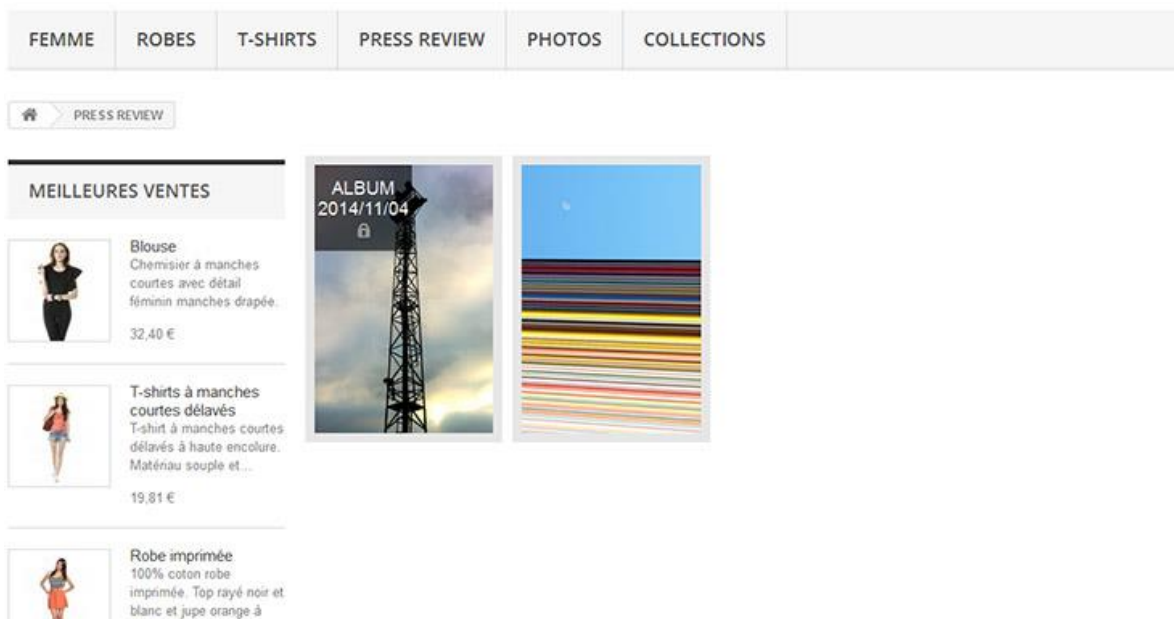 FEMME ROBES T-SHIRTS PRESS REVIEW PHOTOS COLLECTIONS
PRESS REVIEW
MEILLEURES VENTES
Blouse
Chemisier à manches
courtes avec détail
féminin manches drapée.
32,40 €
T-shirts à manches
courtes délavés
T-shirt à manches courtes
délavés à haute encolure.
Matériau souple et...
19,81 €
Robe imprimée
100% coton robe
imprimée. Top rayé noir et
blanc et jupe orange à
ALBUM
2014/11/04